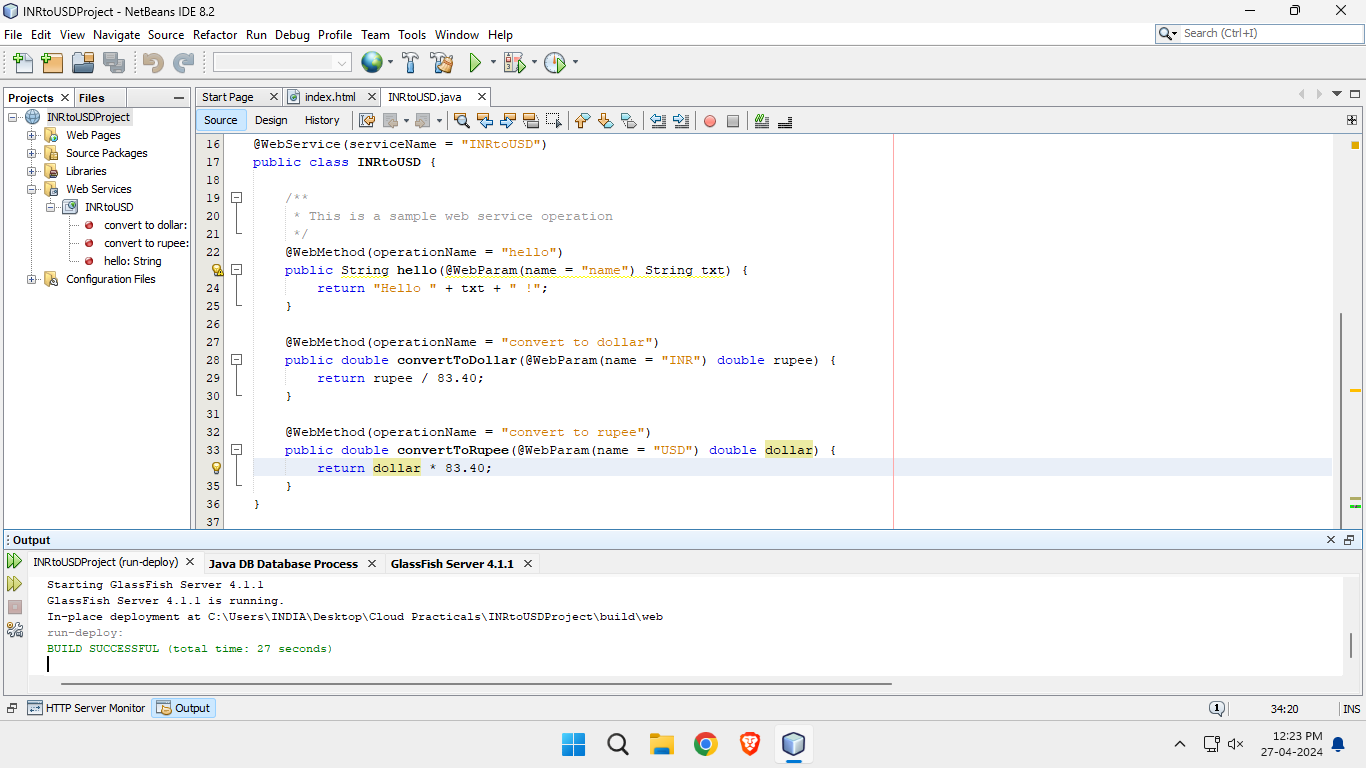 INRtoUSDProject - NetBeans IDE 8.2
File Edit View Navigate Source Refactor Run Debug Profile Team Tools Window Help
Search (Ctrl+I)
Projects Files
Start Page index.html INRtoUSD.java
INRtoUSDProject
Web Pages
Source Packages
Libraries
Web Services
INRtoUSD
convert to dollar:
convert to rupee:
hello: String
Configuration Files
Source Design History
16 @WebService(serviceName = "INRtoUSD")
17 public class INRtoUSD {
18
19 /**
20 * This is a sample web service operation
21 */
22 @WebMethod(operationName = "hello")
public String hello(@WebParam(name = "name") String txt) {
24 return "Hello " + txt + " !";
25 }
26
27 @WebMethod(operationName = "convert to dollar")
28 public double convertToDollar(@WebParam(name = "INR") double rupee) {
29 return rupee / 83.40;
30 }
31
32 @WebMethod(operationName = "convert to rupee")
33 public double convertToRupee(@WebParam(name = "USD") double dollar) {
return dollar * 83.40;
35 }
36 }
37
Output
INRtoUSDProject (run-deploy) Java DB Database Process GlassFish Server 4.1.1
Starting GlassFish Server 4.1.1
GlassFish Server 4.1.1 is running.
In-place deployment at C:\Users\INDIA\Desktop\Cloud Practicals\INRtoUSDProject\build\web
run-deploy:
BUILD SUCCESSFUL (total time: 27 seconds)
HTTP Server Monitor Output
1 34:20 INS
12:23 PM
27-04-2024